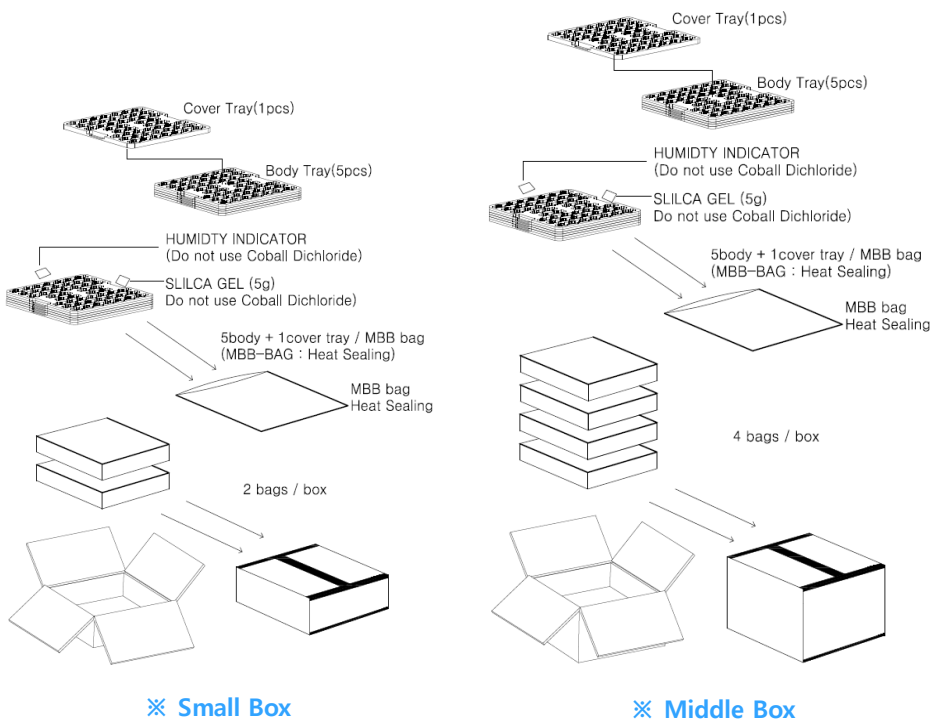 Cover Tray(1pcs)
Body Tray(5pcs)
HUMIDTY INDICATOR
(Do not use Coball Dichloride)
SLILCA GEL (5g)
Do not use Coball Dichloride)
5body + 1cover tray / MBB bag
(MBB-BAG : Heat Sealing)
MBB bag
Heat Sealing
2 bags / box
※ Small Box
Cover Tray(1pcs)
Body Tray(5pcs)
HUMIDTY INDICATOR
(Do not use Coball Dichloride)
SLILCA GEL (5g)
Do not use Coball Dichloride)
5body + 1cover tray / MBB bag
(MBB-BAG : Heat Sealing)
MBB bag
Heat Sealing
4 bags / box
※ Middle Box